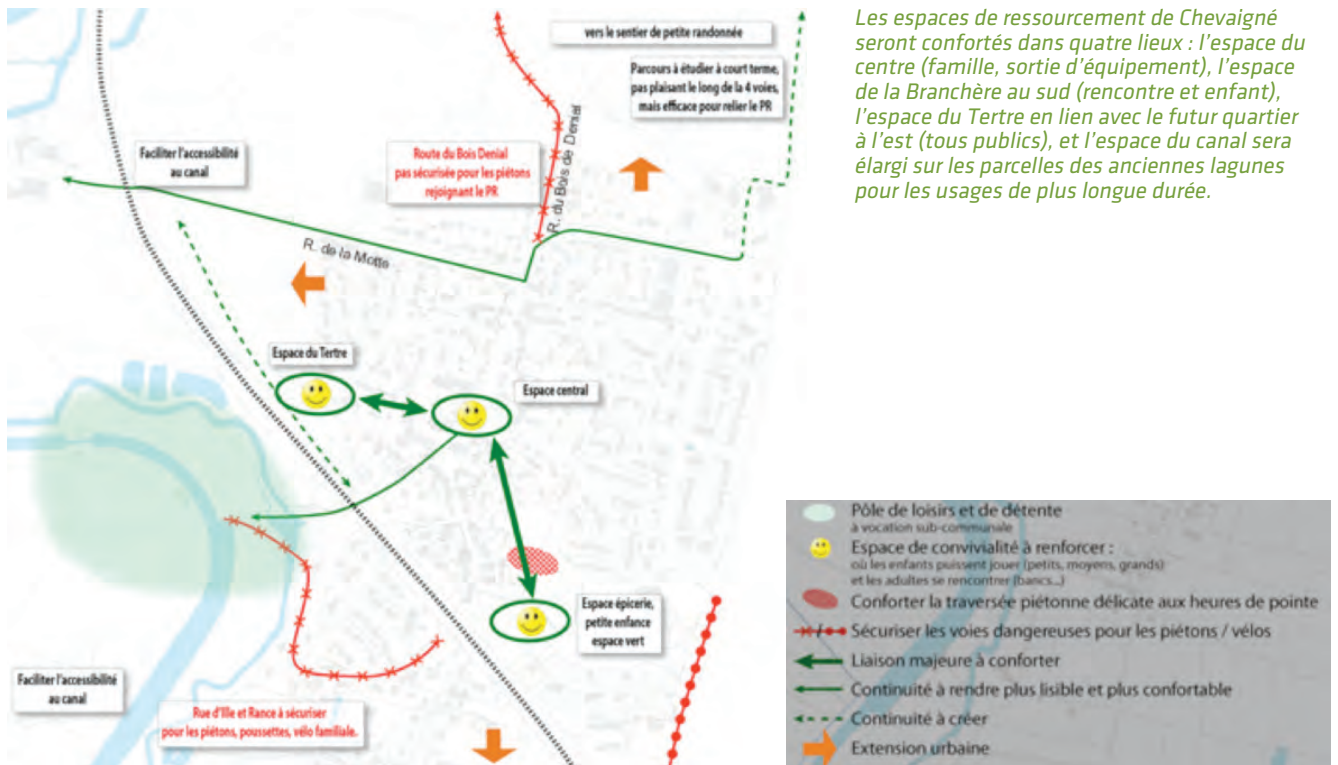 vers le sentier de petite randonnée
Parcours à étudier à court terme,
pas plaisant le long de la 4 voies,
mais efficace pour relier le PR
Faciliter l'accessibilité
au canal
Route du Bois Denial
pas sécurisée pour les piétons
rejoignant le PR
R. du Bois de Denial
R. de la Motte
Espace du Tertre
Espace central
Espace épicerie,
petite enfance
espace vert
Faciliter l'accessibilité
au canal
Rue d'Ille et Rance à sécuriser
pour les piétons, poussettes, vélo familiale.
Les espaces de ressourcement de Chevaigné
seront confortés dans quatre lieux : l'espace du
centre (famille, sortie d'équipement), l'espace
de la Branchère au sud (rencontre et enfant),
l'espace du Tertre en lien avec le futur quartier
à l'est (tous publics), et l'espace du canal sera
élargi sur les parcelles des anciennes lagunes
pour les usages de plus longue durée.
Pôle de loisirs et de détente
à vocation sub-communale
Espace de convivialité à renforcer :
où les enfants puissent jouer (petits, moyens, grands)
et les adultes se rencontrer (bancs...)
Conforter la traversée piétonne délicate aux heures de pointe
Sécuriser les voies dangereuses pour les piétons / vélos
Liaison majeure à conforter
Continuité à rendre plus lisible et plus confortable
Continuité à créer
Extension urbaine